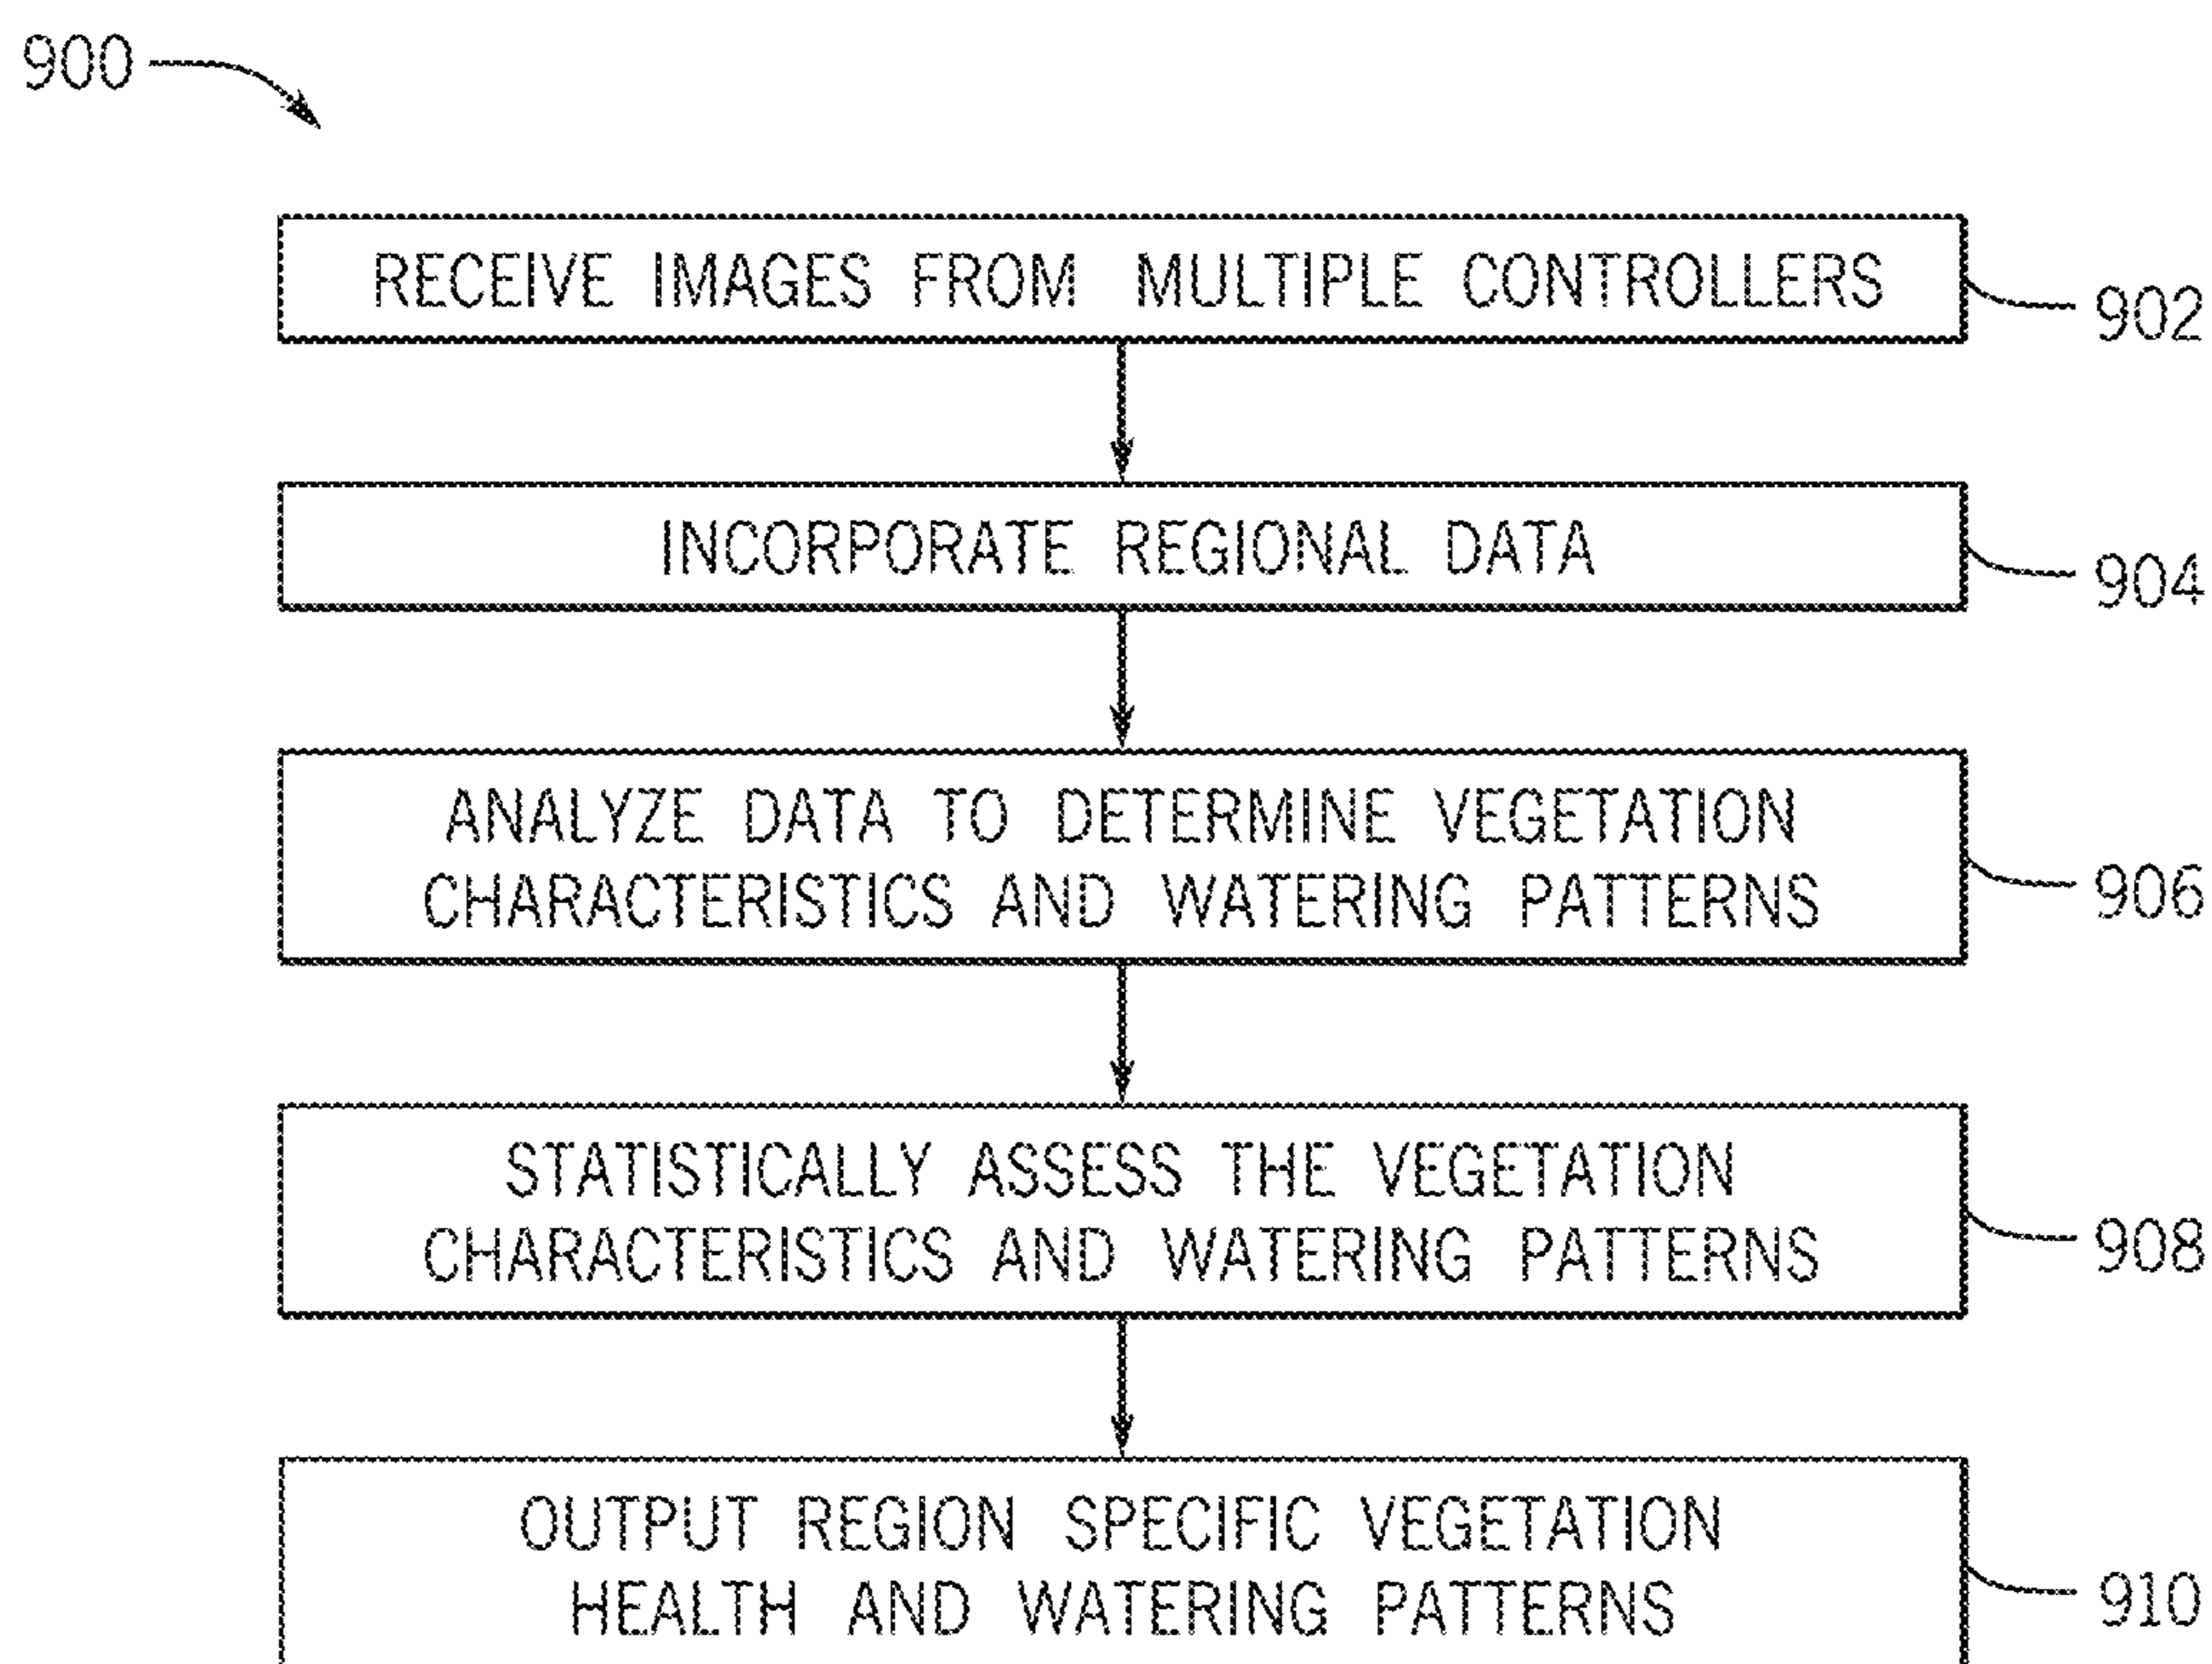 900
RECEIVE IMAGES FROM MULTIPLE CONTROLLERS
902
INCORPORATE REGIONAL DATA
904
ANALYZE DATA TO DETERMINE VEGETATION
CHARACTERISTICS AND WATERING PATTERNS
906
STATISTICALLY ASSESS THE VEGETATION
CHARACTERISTICS AND WATERING PATTERNS
908
OUTPUT REGION SPECIFIC VEGETATION
HEALTH AND WATERING PATTERNS
910